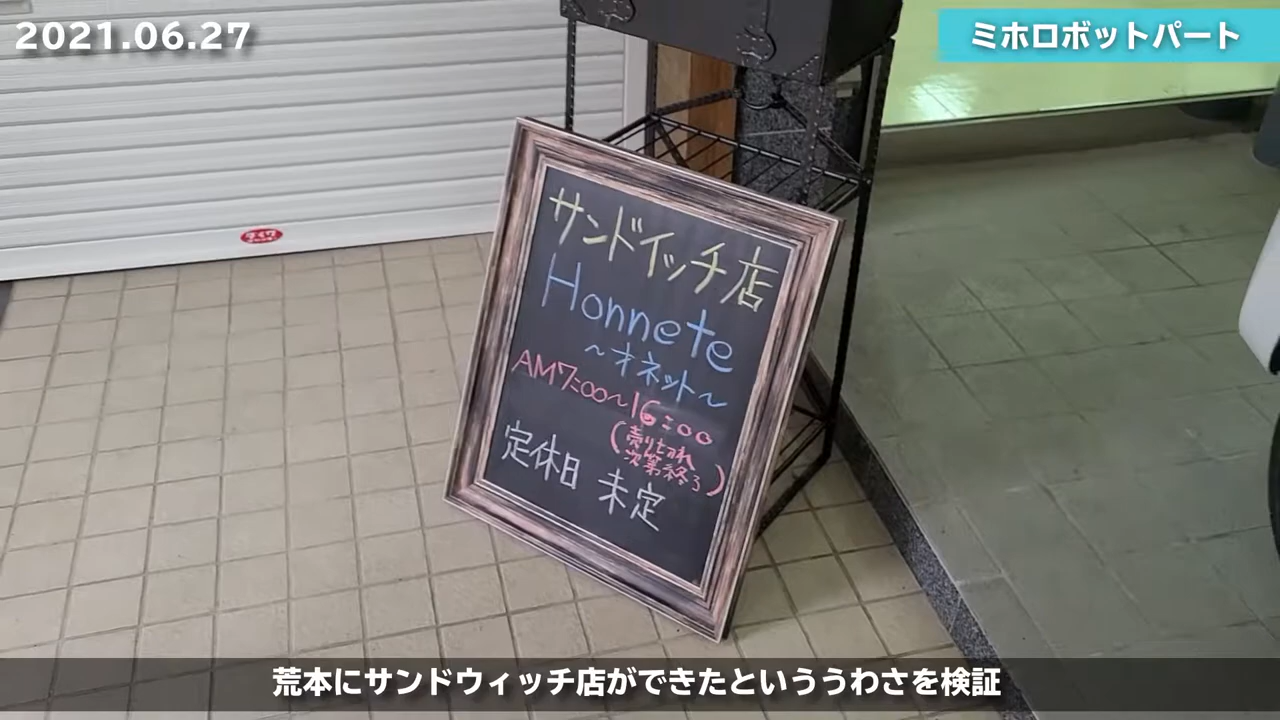 2021.06.27
ミホロボットパート
サンドイッチ店
Honnete
～オネット～
AM7:00～16:00
(売り切れ
次第終了)
定休日 未定
荒本にサンドウィッチ店ができたといううわさを検証